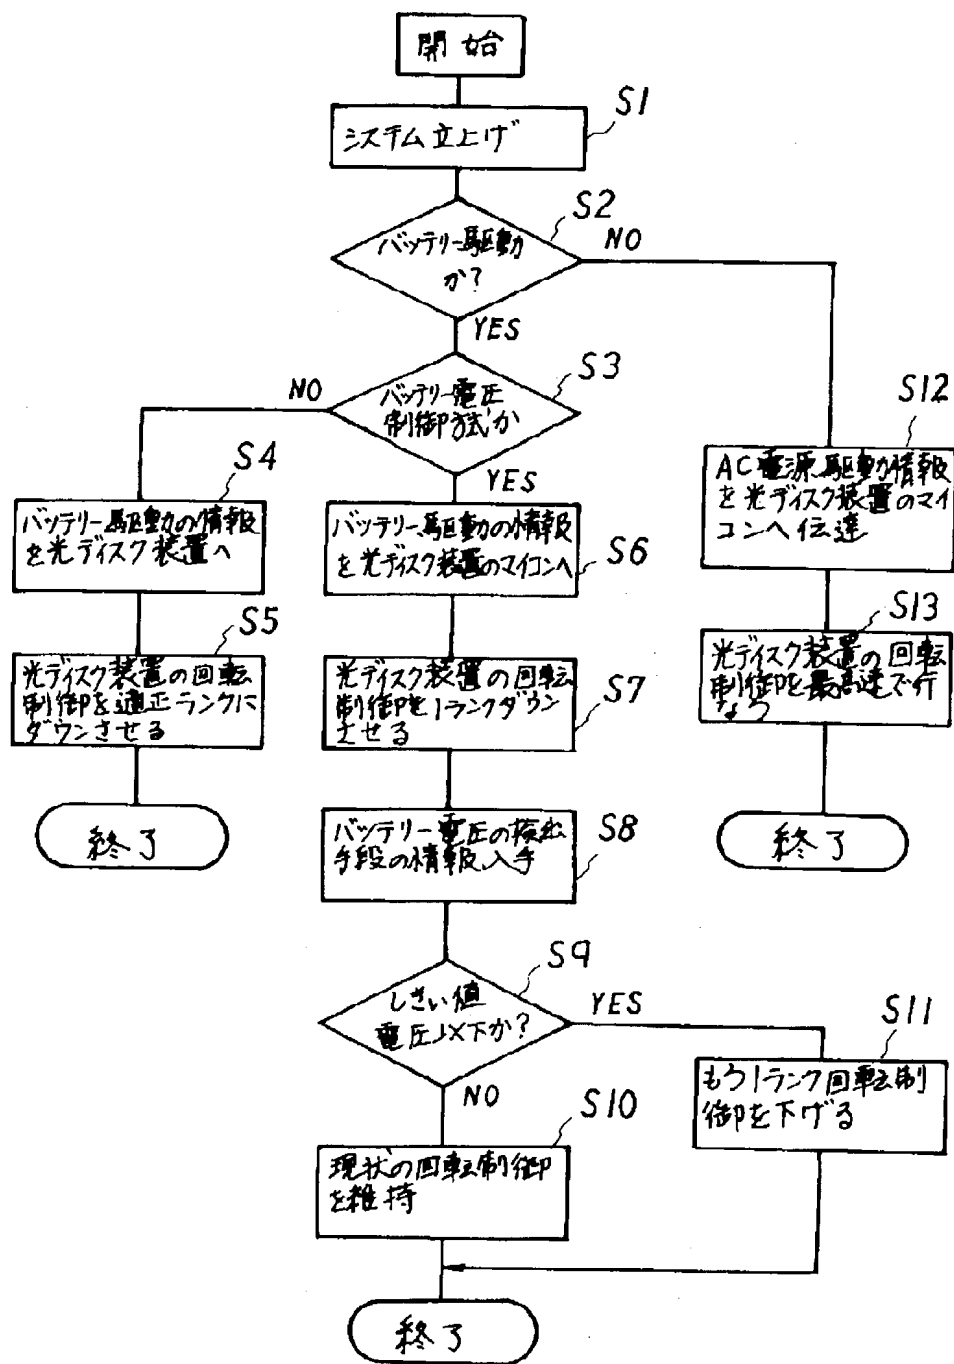 開始
S1
システム立上げ
S2
バッテリー駆動
か?
NO
YES
S3
バッテリー電圧
制御方式か
NO
YES
S4
バッテリー駆動の情報
を光ディスク装置へ
S5
光ディスク装置の回転
制御を適正ランクに
ダウンさせる
終了
バッテリー駆動の情報
を光ディスク装置のマイコンへ
S6
光ディスク装置の回転
制御を1ランクダウン
させる
S7
バッテリー電圧の検出
手段の情報入手
S8
S9
しきい値
電圧以下か?
YES
NO
S10
現状の回転制御
を維持
S11
もう1ランク回転制
御を下げる
終了
S12
AC電源駆動情報
を光ディスク装置のマイ
コンへ伝達
S13
光ディスク装置の回転
制御を最高速で行
なう
終了